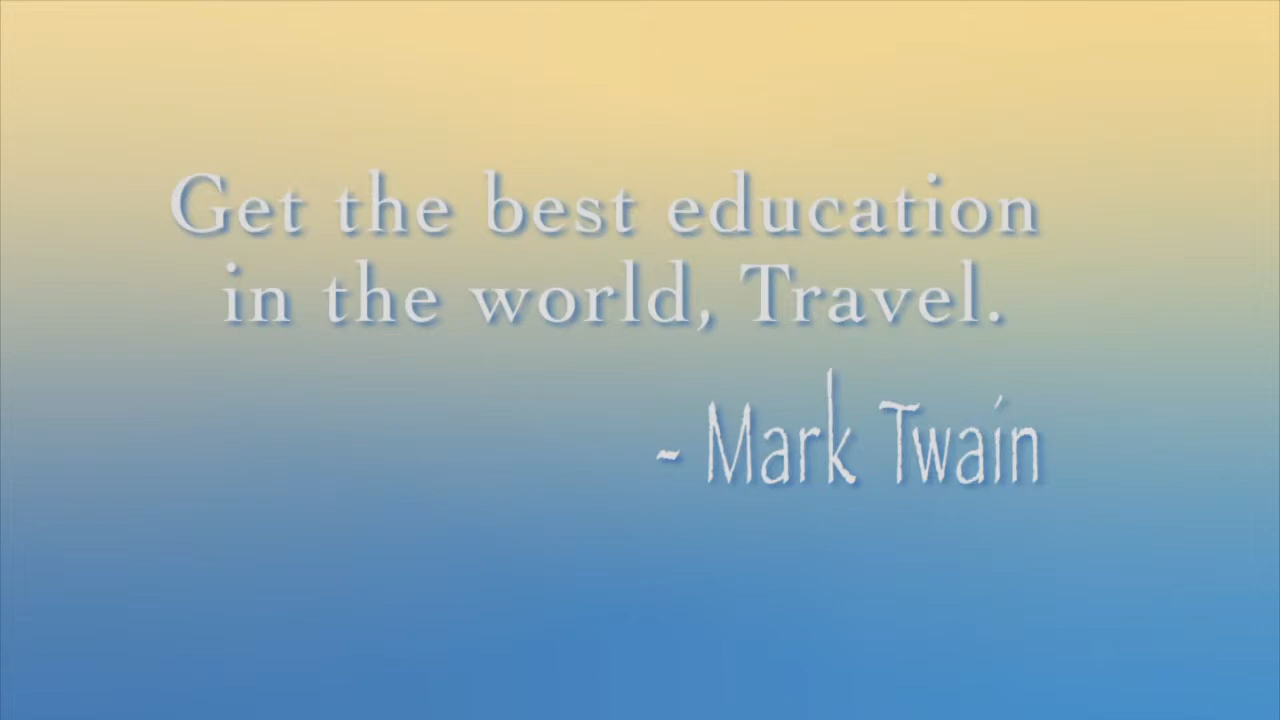 Get the best education
in the world, Travel.
~ Mark Twain